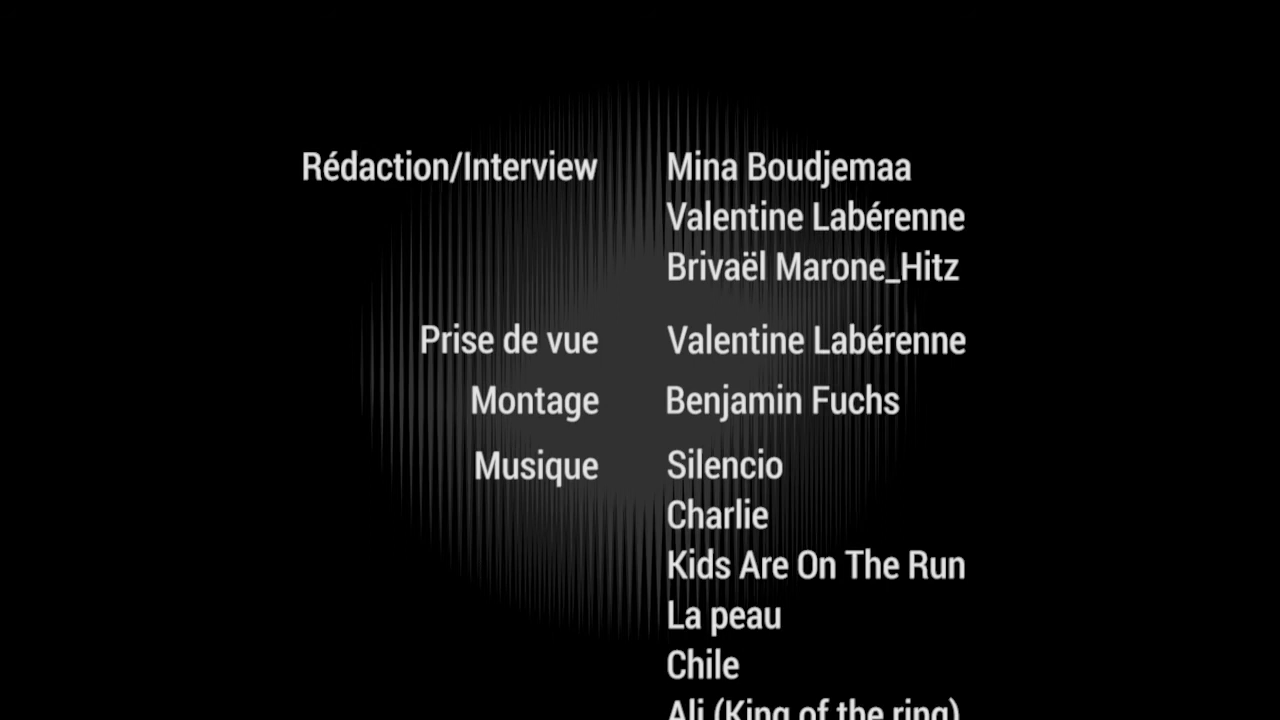 Rédaction/Interview Mina Boudjemaa
Valentine Labérenne
Brivaël Marone_Hitz
Prise de vue Valentine Labérenne
Montage Benjamin Fuchs
Musique Silencio
Charlie
Kids Are On The Run
La peau
Chile
Ali (King of the ring)